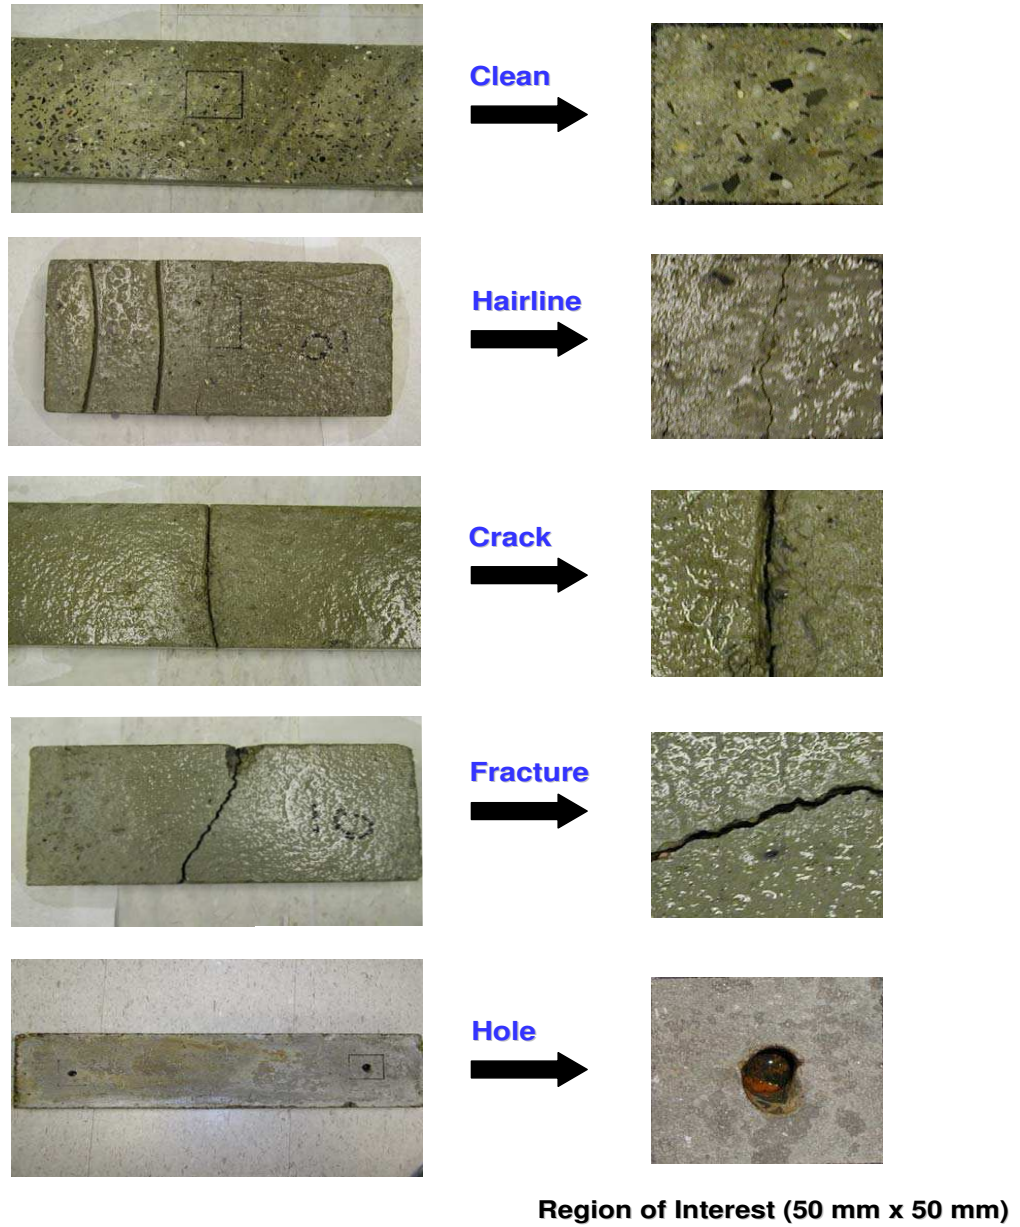 Clean
Hairline
Crack
Fracture
Hole
Region of Interest (50 mm x 50 mm)